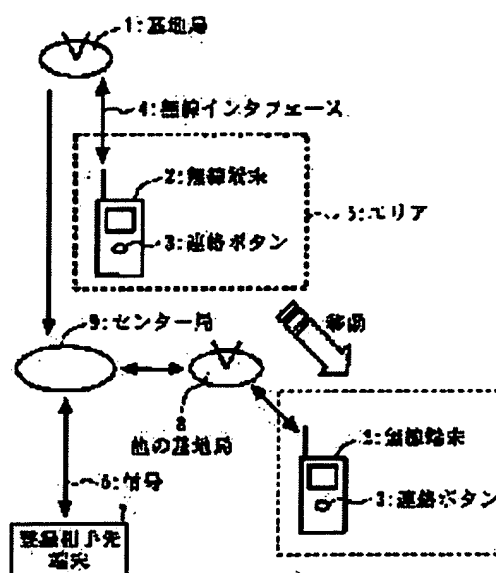 1:基地局
4:無線インタフェース
2:無線端末
3:連絡ボタン
5:エリア
9:センター局
移動
8
他の基地局
2:無線端末
3:連絡ボタン
6:信号
7
登録相手先
端末